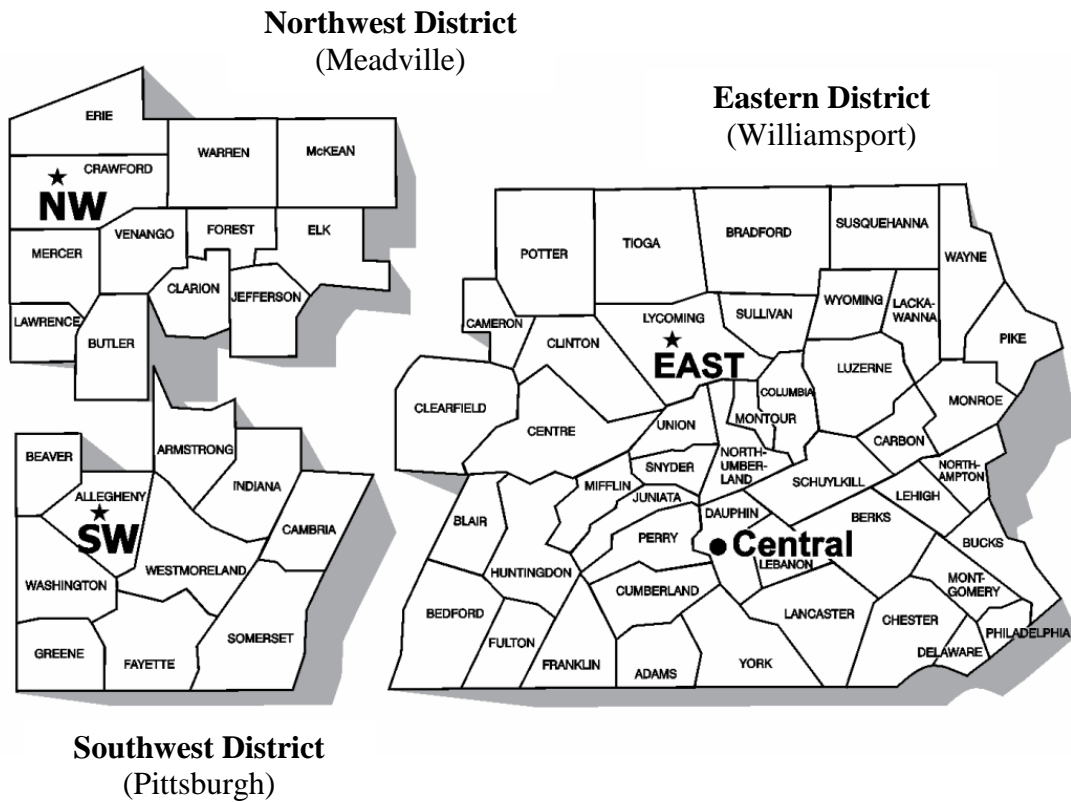 Northwest District
(Meadville)
Eastern District
(Williamsport)
ERIE
CRAWFORD
NW
WARREN
McKEAN
MERCER
VENANGO
FOREST
ELK
CLARION
JEFFERSON
LAWRENCE
BUTLER
BEAVER
ARMSTRONG
ALLEGHENY
SW
INDIANA
CAMBRIA
WASHINGTON
WESTMORELAND
GREENE
FAYETTE
SOMERSET
Southwest District
(Pittsburgh)
POTTER
TIOGA
BRADFORD
SUSQUEHANNA
WAYNE
CAMERON
CLINTON
LYCOMING
EAST
SULLIVAN
WYOMING
LACKA-
WANNA
PIKE
CLEARFIELD
CENTRE
UNION
MONTOUR
COLUMBIA
LUZERNE
MONROE
CARBON
SNYDER
NORTH-
UMBER-
LAND
SCHUYLKILL
NORTH-
AMPTON
LEHIGH
BLAIR
MIFFLIN
JUNIATA
DAUPHIN
BERKS
BUCKS
HUNTINGDON
PERRY
Central
LEBANON
MONT-
GOMERY
BEDFORD
FULTON
FRANKLIN
CUMBERLAND
ADAMS
YORK
LANCASTER
CHESTER
DELAWARE
PHILADELPHIA